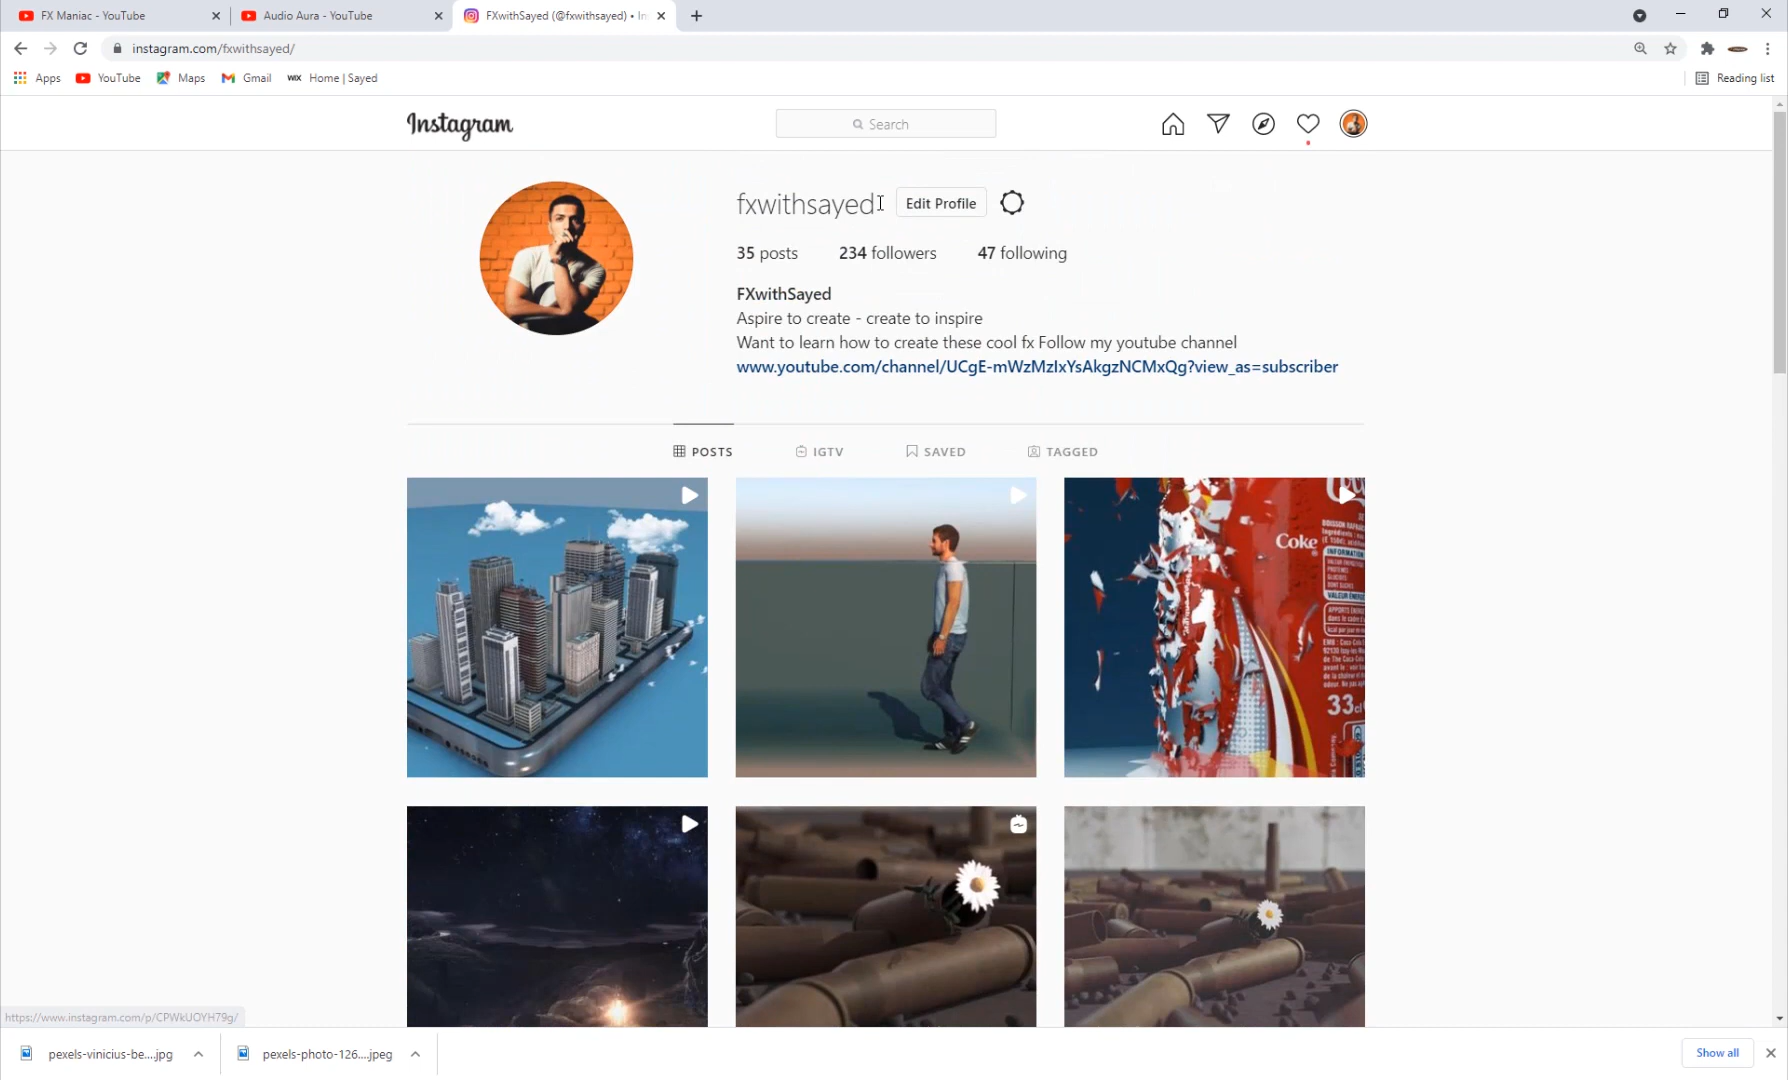 FX Maniac - YouTube
Audio Aura - YouTube
FXwithSayed (@fxwithsayed) • In
instagram.com/fxwithsayed/
Apps
YouTube
Maps
Gmail
WIX Home | Sayed
Reading list
Instagram
Search
fxwithsayed
Edit Profile
35 posts
234 followers
47 following
FXwithSayed
Aspire to create - create to inspire
Want to learn how to create these cool fx Follow my youtube channel
www.youtube.com/channel/UCgE-mWzMzIxYsAkgzNCMxQg?view_as=subscriber
POSTS
IGTV
SAVED
TAGGED
Coke
33cl
https://www.instagram.com/p/CPWkUOYH79g/
pexels-vinicius-be....jpg
pexels-photo-126....jpeg
Show all